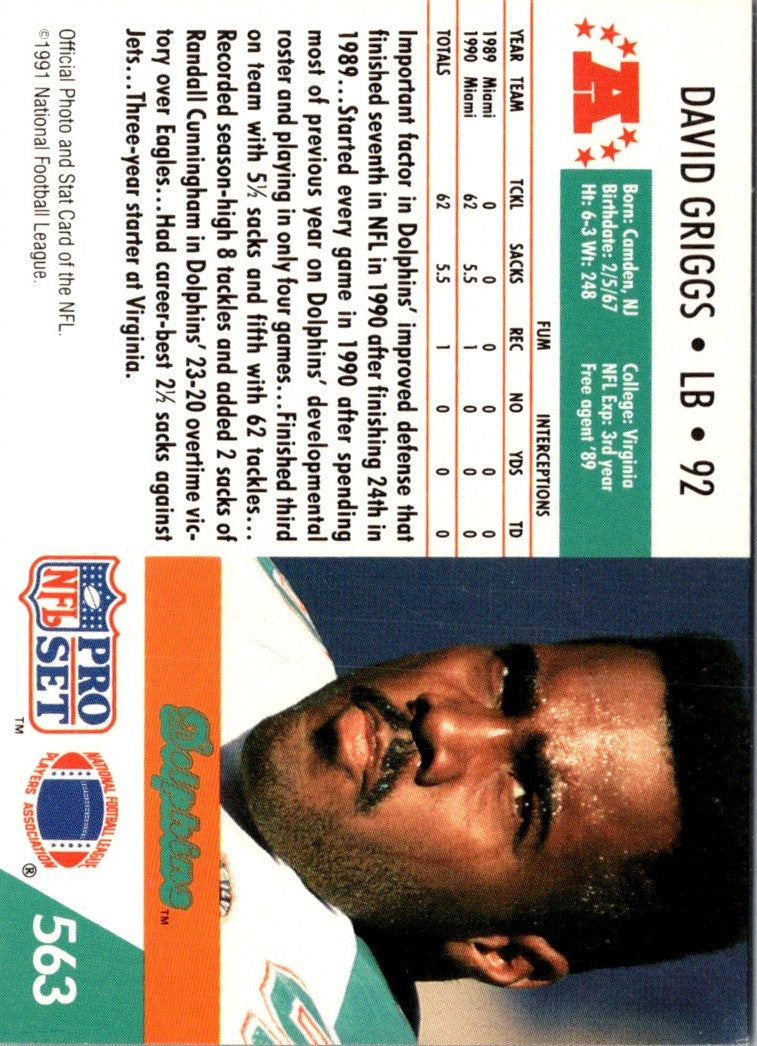 DAVID GRIGGS • LB • 92
A
Born: Camden, NJ College: Virginia
Birthdate: 2/5/67 NFL Exp: 3rd year
Ht: 6-3 Wt: 248 Free agent '89
FUM INTERCEPTIONS
YEAR TEAM TCKL SACKS REC NO YDS TD
1989 Miami 0 0 0 0 0 0
1990 Miami 62 5.5 1 0 0 0
TOTALS 62 5.5 1 0 0 0
Important factor in Dolphins' improved defense that
finished seventh in NFL in 1990 after finishing 24th in
1989...Started every game in 1990 after spending
most of previous year on Dolphins' developmental
roster and playing in only four games...Finished third
on team with 5½ sacks and fifth with 62 tackles...
Recorded season-high 8 tackles and added 2 sacks of
Randall Cunningham in Dolphins' 23-20 overtime vic-
tory over Eagles...Had career-best 2½ sacks against
Jets...Three-year starter at Virginia.
Official Photo and Stat Card of the NFL.
©1991 National Football League.
Dolphins™
PRO
NFL SET™
NATIONAL FOOTBALL LEAGUE
PLAYERS ASSOCIATION®
563